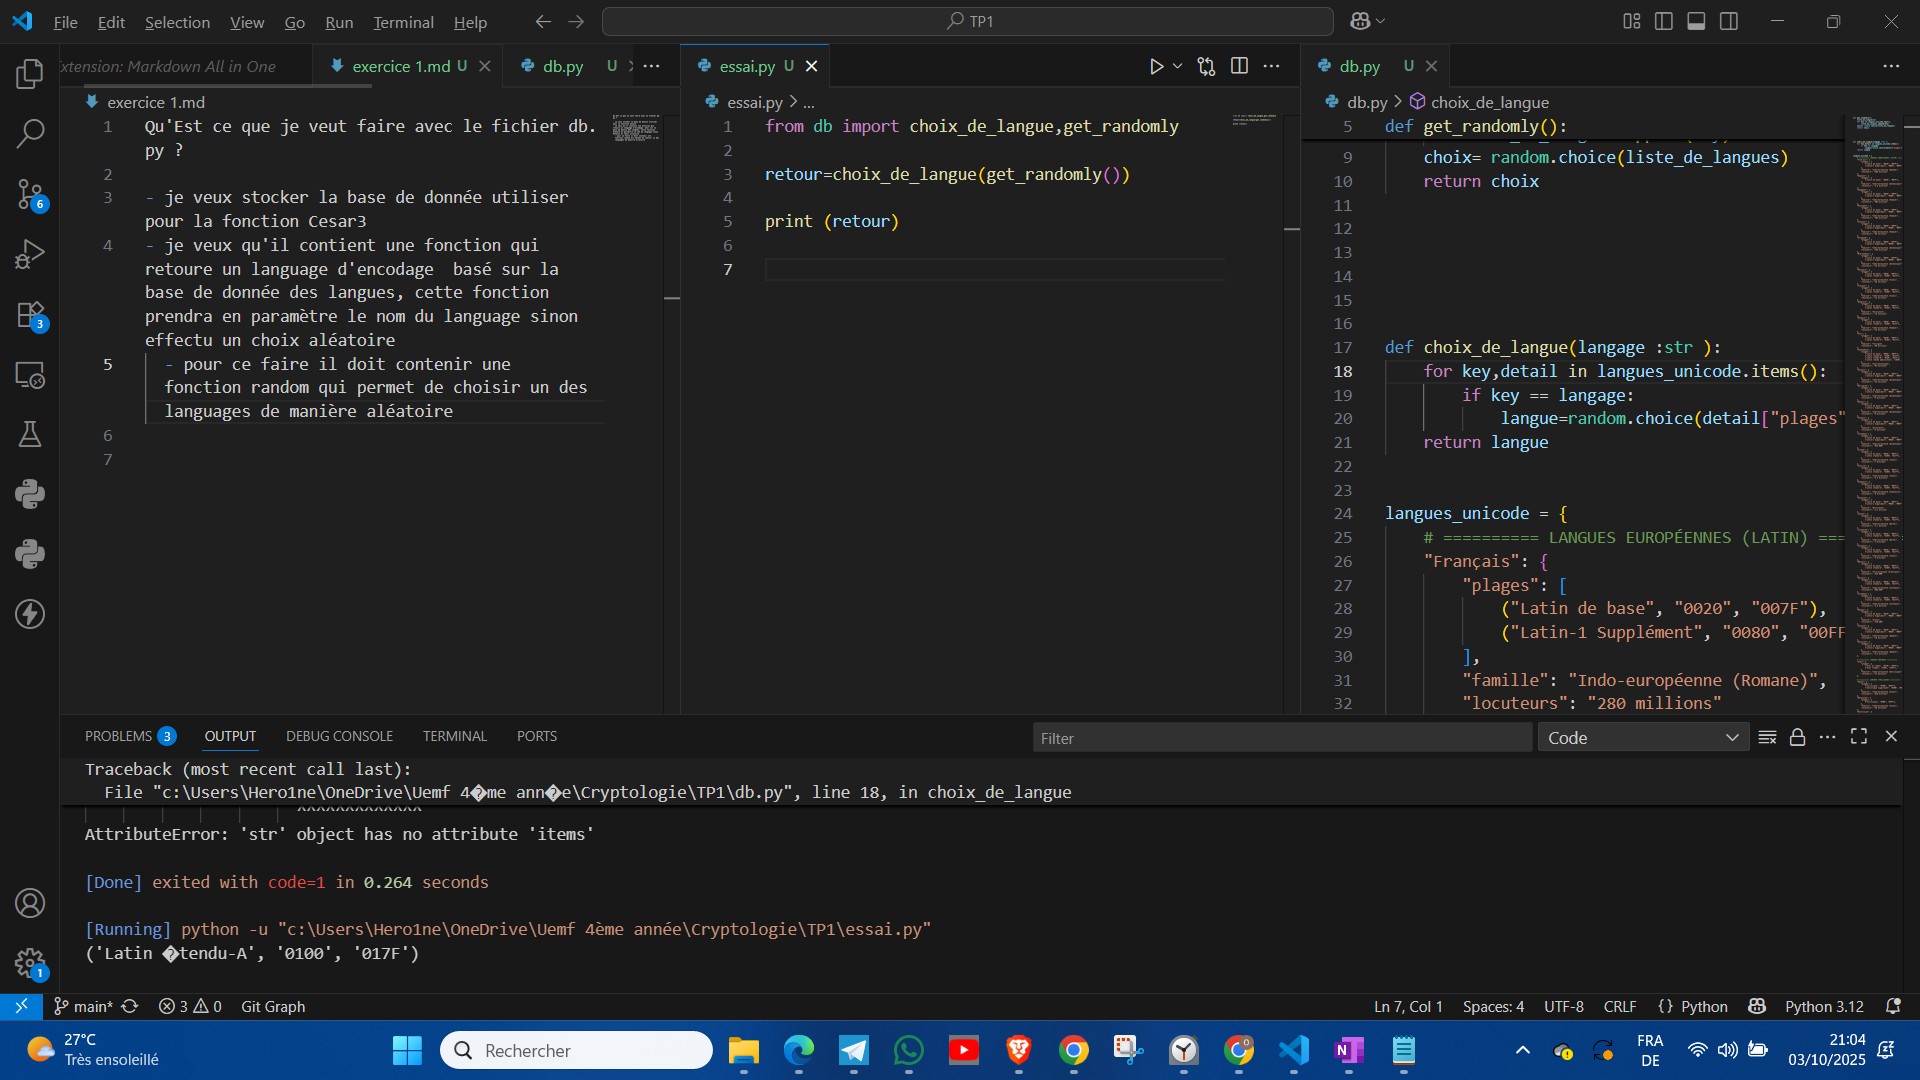 File Edit Selection View Go Run Terminal Help
TP1
Extension: Markdown All in One
exercice 1.md U
db.py U
exercice 1.md
1 Qu'Est ce que je veut faire avec le fichier db.
py ?
2
3 - je veux stocker la base de donnée utiliser
pour la fonction Cesar3
4 - je veux qu'il contient une fonction qui
retoure un language d'encodage  basé sur la
base de donnée des langues, cette fonction
prendra en paramètre le nom du language sinon
effectu un choix aléatoire
5 - pour ce faire il doit contenir une
fonction random qui permet de choisir un des
languages de manière aléatoire
6
7
essai.py U
essai.py > ...
1 from db import choix_de_langue,get_randomly
2
3 retour=choix_de_langue(get_randomly())
4
5 print (retour)
6
7
db.py U
db.py > choix_de_langue
5 def get_randomly():
9 choix= random.choice(liste_de_langues)
10 return choix
11
12
13
14
15
16
17 def choix_de_langue(langage :str ):
18 for key,detail in langues_unicode.items():
19 if key == langage:
20 langue=random.choice(detail["plages"
21 return langue
22
23
24 langues_unicode = {
25 # ========== LANGUES EUROPÉENNES (LATIN) ===
26 "Français": {
27 "plages": [
28 ("Latin de base", "0020", "007F"),
29 ("Latin-1 Supplément", "0080", "00FF
30 ],
31 "famille": "Indo-européenne (Romane)",
32 "locuteurs": "280 millions"
PROBLEMS 3 OUTPUT DEBUG CONSOLE TERMINAL PORTS
Filter
Code
Traceback (most recent call last):
File "c:\Users\Hero1ne\OneDrive\Uemf 4�me ann�e\Cryptologie\TP1\db.py", line 18, in choix_de_langue
AttributeError: 'str' object has no attribute 'items'
[Done] exited with code=1 in 0.264 seconds
[Running] python -u "c:\Users\Hero1ne\OneDrive\Uemf 4ème année\Cryptologie\TP1\essai.py"
('Latin �tendu-A', '0100', '017F')
6
3
1
main* 3 0 Git Graph
Ln 7, Col 1 Spaces: 4 UTF-8 CRLF {} Python Python 3.12
27°C
Très ensoleillé
Rechercher
FRA
DE
21:04
03/10/2025